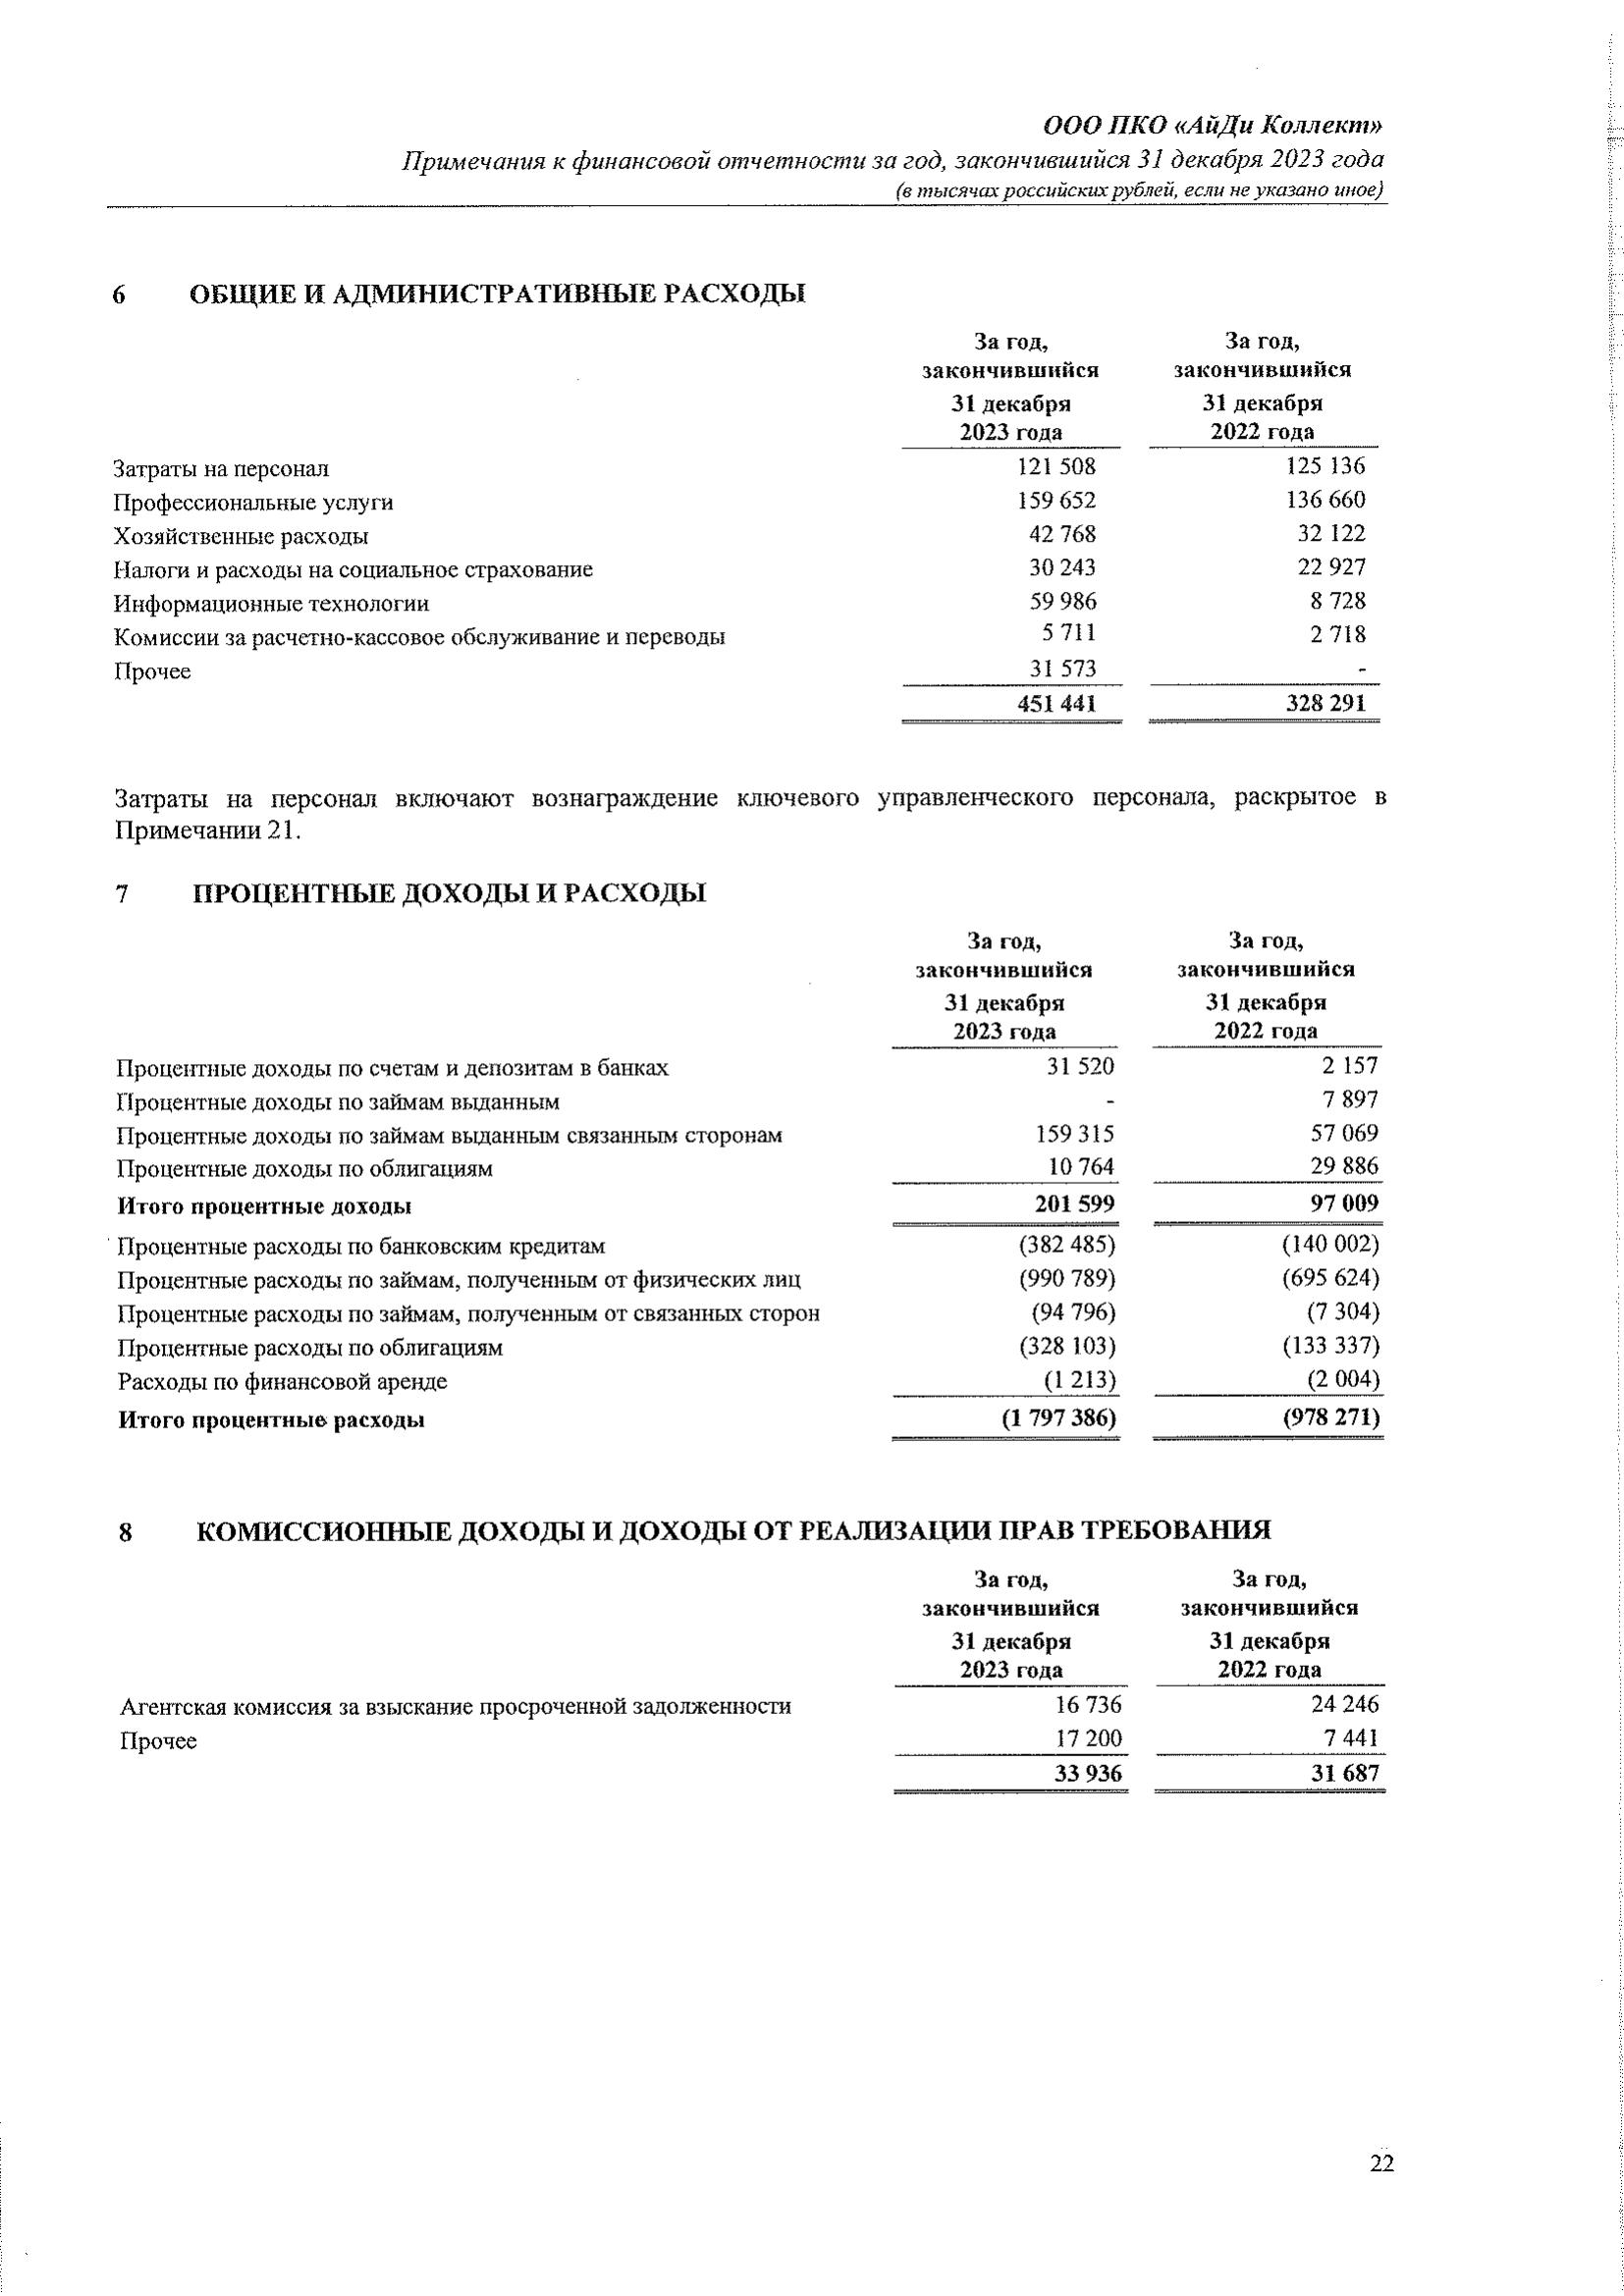 ООО ПКО «АйДи Коллект»
Примечания к финансовой отчетности за год, закончившийся 31 декабря 2023 года
(в тысячах российских рублей, если не указано иное)
6 ОБЩИЕ И АДМИНИСТРАТИВНЫЕ РАСХОДЫ
За год, За год,
закончившийся закончившийся
31 декабря 31 декабря
2023 года 2022 года
Затраты на персонал 121 508 125 136
Профессиональные услуги 159 652 136 660
Хозяйственные расходы 42 768 32 122
Налоги и расходы на социальное страхование 30 243 22 927
Информационные технологии 59 986 8 728
Комиссии за расчетно-кассовое обслуживание и переводы 5 711 2 718
Прочее 31 573 -
451 441 328 291
Затраты на персонал включают вознаграждение ключевого управленческого персонала, раскрытое в
Примечании 21.
7 ПРОЦЕНТНЫЕ ДОХОДЫ И РАСХОДЫ
За год, За год,
закончившийся закончившийся
31 декабря 31 декабря
2023 года 2022 года
Процентные доходы по счетам и депозитам в банках 31 520 2 157
Процентные доходы по займам выданным - 7 897
Процентные доходы по займам выданным связанным сторонам 159 315 57 069
Процентные доходы по облигациям 10 764 29 886
Итого процентные доходы 201 599 97 009
Процентные расходы по банковским кредитам (382 485) (140 002)
Процентные расходы по займам, полученным от физических лиц (990 789) (695 624)
Процентные расходы по займам, полученным от связанных сторон (94 796) (7 304)
Процентные расходы по облигациям (328 103) (133 337)
Расходы по финансовой аренде (1 213) (2 004)
Итого процентные расходы (1 797 386) (978 271)
8 КОМИССИОННЫЕ ДОХОДЫ И ДОХОДЫ ОТ РЕАЛИЗАЦИИ ПРАВ ТРЕБОВАНИЯ
За год, За год,
закончившийся закончившийся
31 декабря 31 декабря
2023 года 2022 года
Агентская комиссия за взыскание просроченной задолженности 16 736 24 246
Прочее 17 200 7 441
33 936 31 687
22